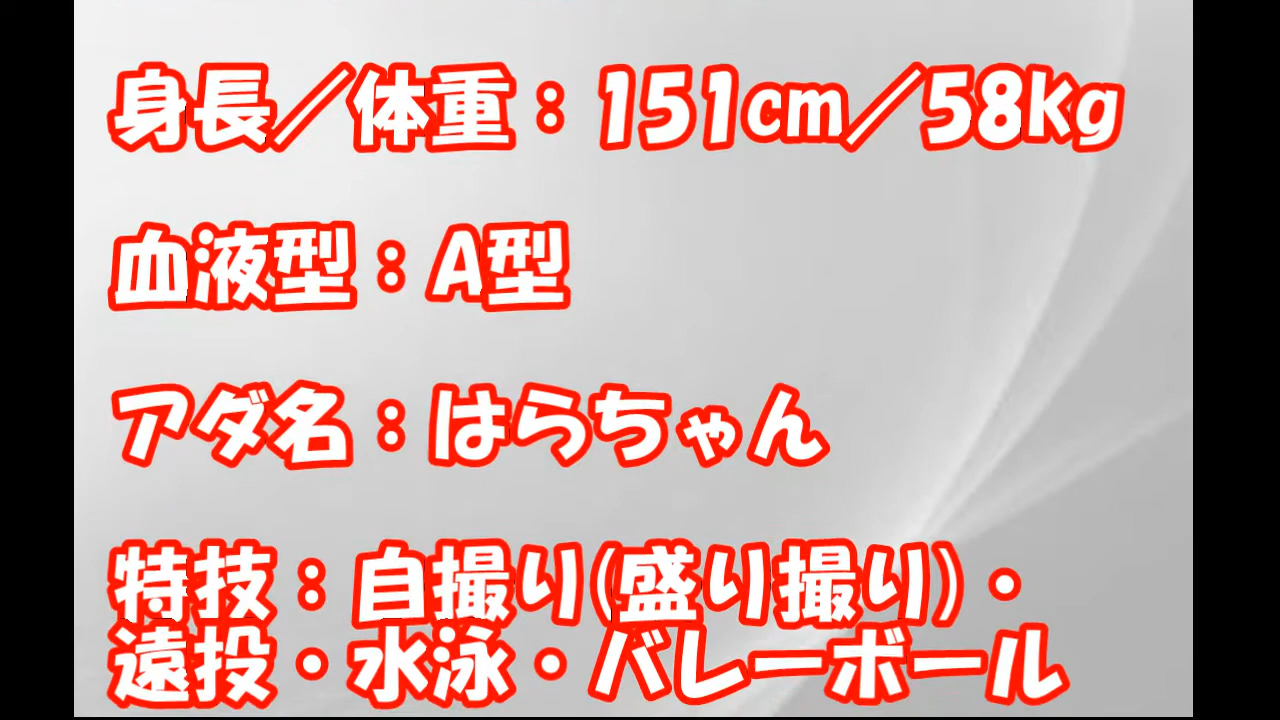 身長／体重：151cm／58Kg
血液型：A型
アダ名：はらちゃん
特技：自撮り(盛り撮り)・
遠投・水泳・バレーボール